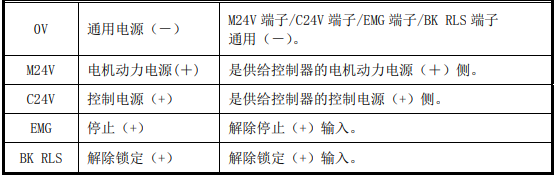 0V 通用电源（－） M24V 端子/C24V 端子/EMG 端子/BK RLS 端子
通用（－）。
M24V 电机动力电源(＋) 是供给控制器的电机动力电源（＋）侧。
C24V 控制电源（+） 是供给控制器的控制电源（+）侧。
EMG 停止（+） 解除停止（+）输入。
BK RLS 解除锁定（+） 解除锁定（+）输入。